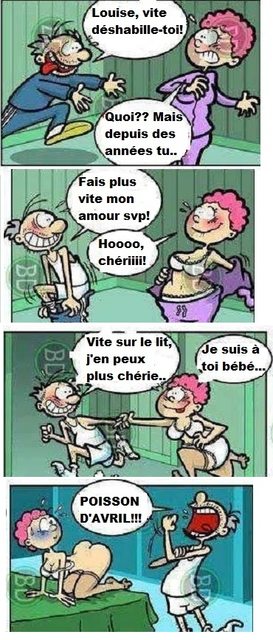 Louise, vite
déshabille-toi!
Quoi?? Mais
depuis des
années tu..
Fais plus
vite mon
amour svp!
Hoooo,
chériiii!
Vite sur le lit,
j'en peux
plus chérie..
Je suis à
toi bébé...
POISSON
D'AVRIL!!!